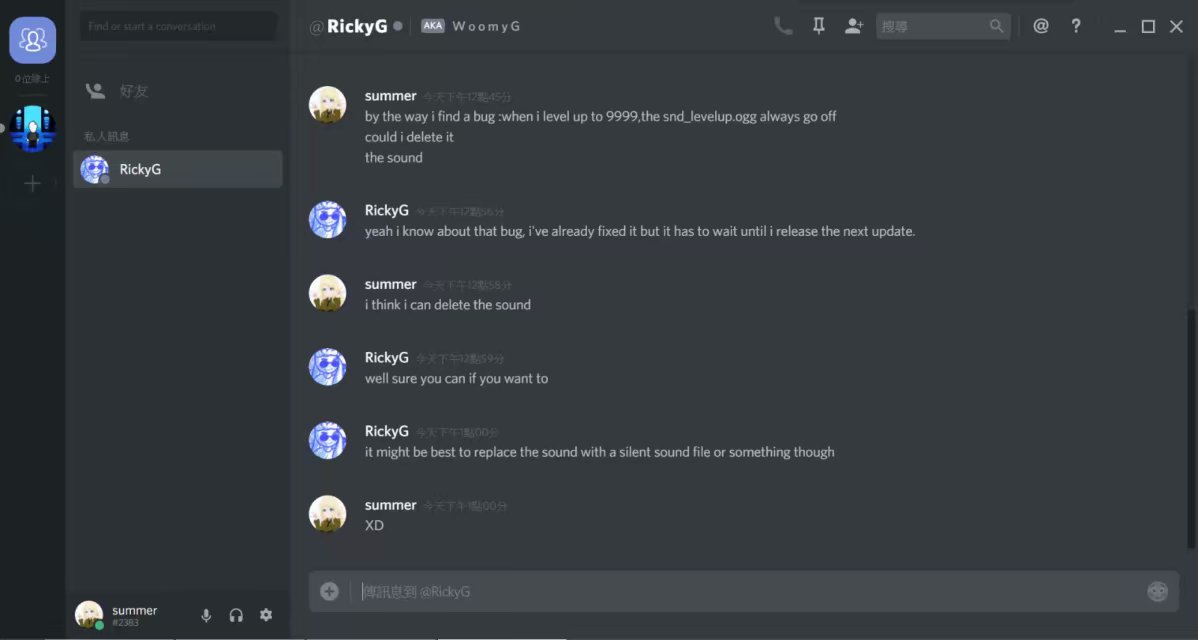 Find or start a conversation
@RickyG
AKA WoomyG
搜尋
@
?
0 位線上
好友
私人訊息
RickyG
summer 今天下午12點45分
by the way i find a bug :when i level up to 9999,the snd_levelup.ogg always go off
could i delete it
the sound
RickyG 今天下午12點56分
yeah i know about that bug, i've already fixed it but it has to wait until i release the next update.
summer 今天下午12點58分
i think i can delete the sound
RickyG 今天下午12點59分
well sure you can if you want to
RickyG 今天下午1點00分
it might be best to replace the sound with a silent sound file or something though
summer 今天下午1點00分
XD
傳訊息到 @RickyG
summer
#2383